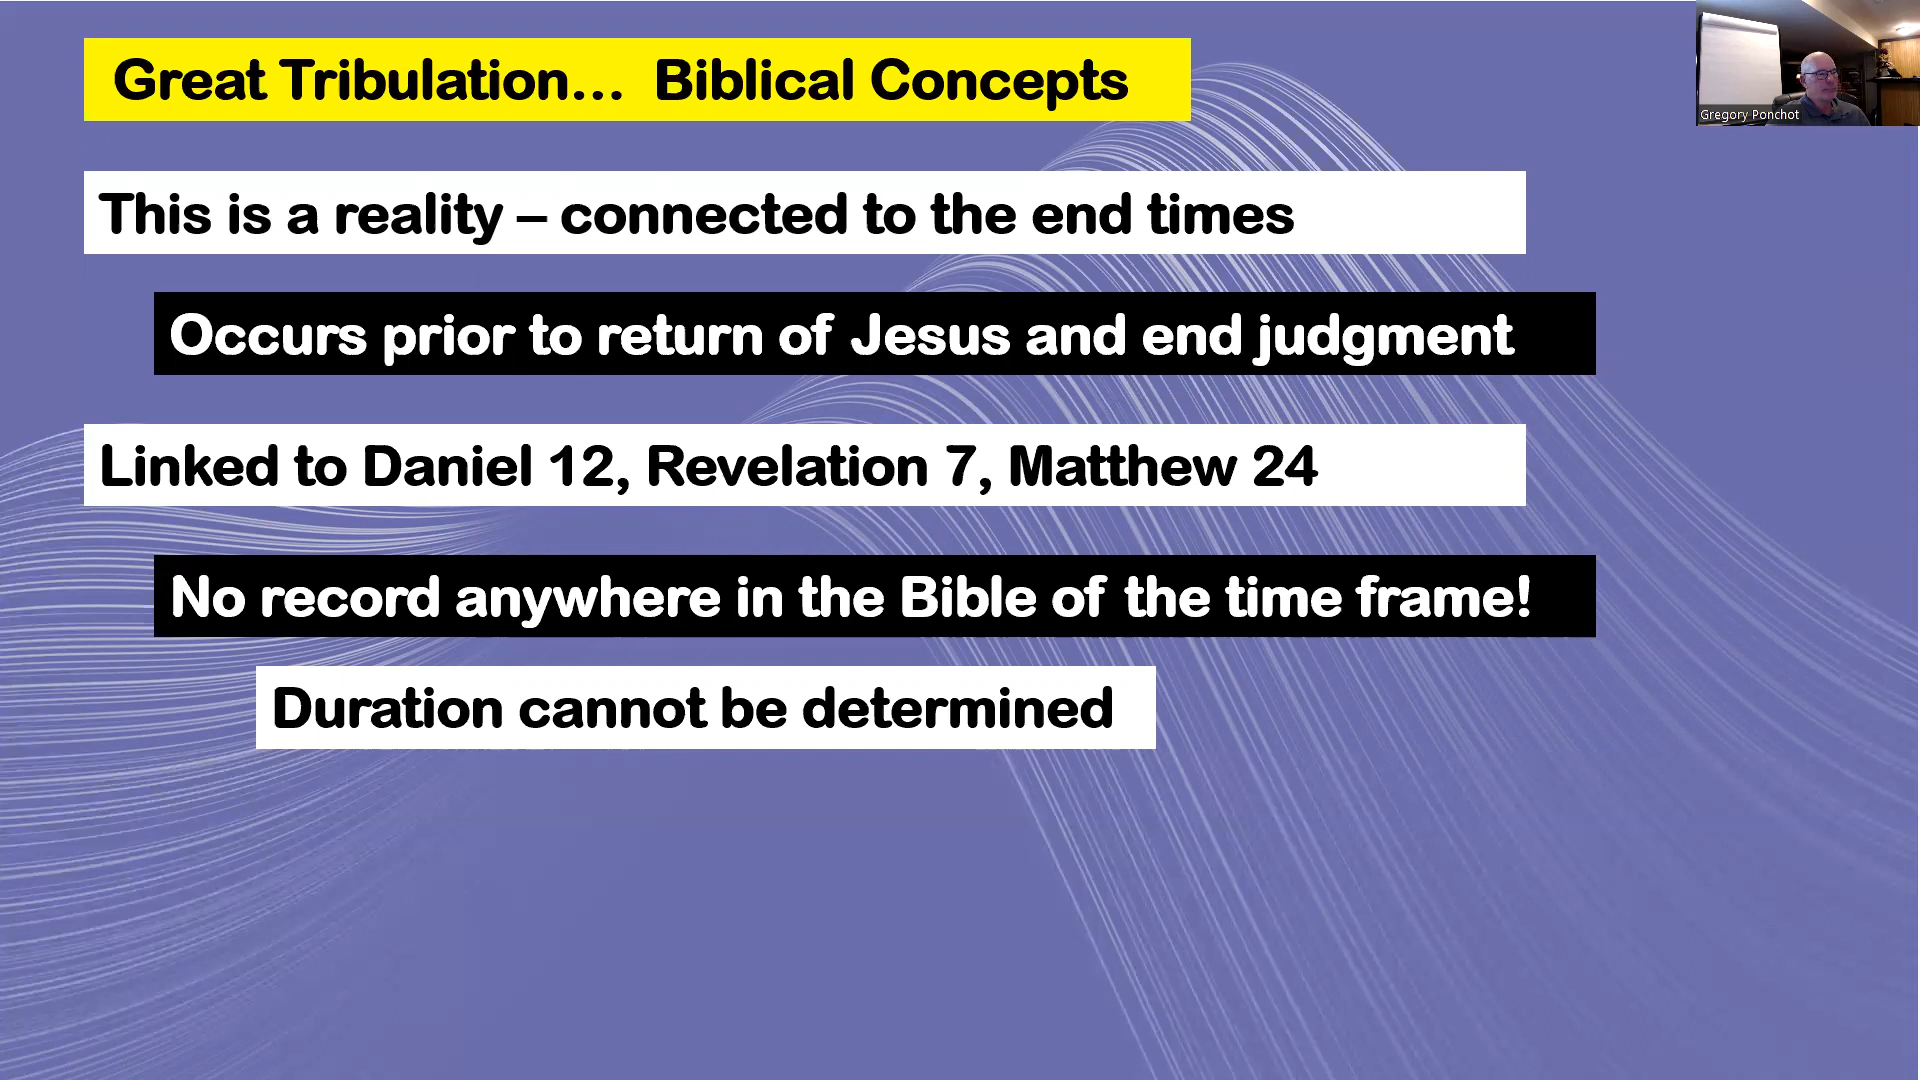 Great Tribulation...  Biblical Concepts
Gregory Ponchot
This is a reality – connected to the end times
Occurs prior to return of Jesus and end judgment
Linked to Daniel 12, Revelation 7, Matthew 24
No record anywhere in the Bible of the time frame!
Duration cannot be determined